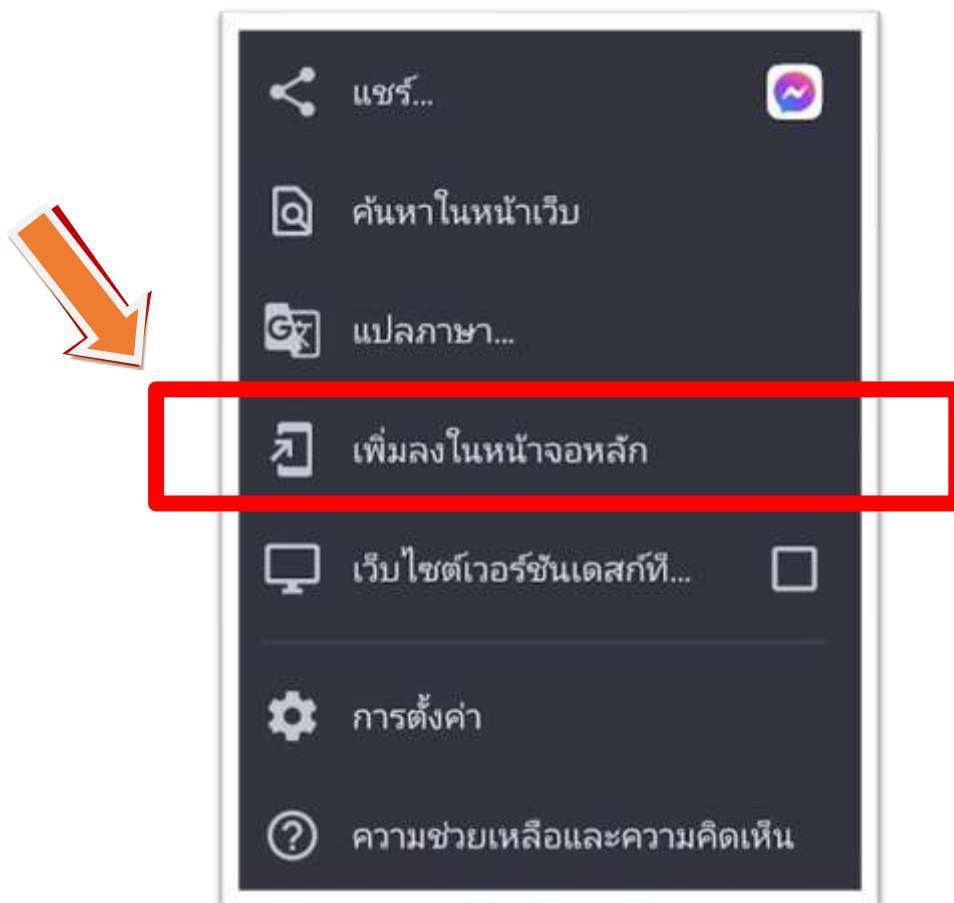 แชร์...
ค้นหาในหน้าเว็บ
แปลภาษา...
เพิ่มลงในหน้าจอหลัก
เว็บไซต์เวอร์ชันเดสก์ท็...
การตั้งค่า
ความช่วยเหลือและความคิดเห็น